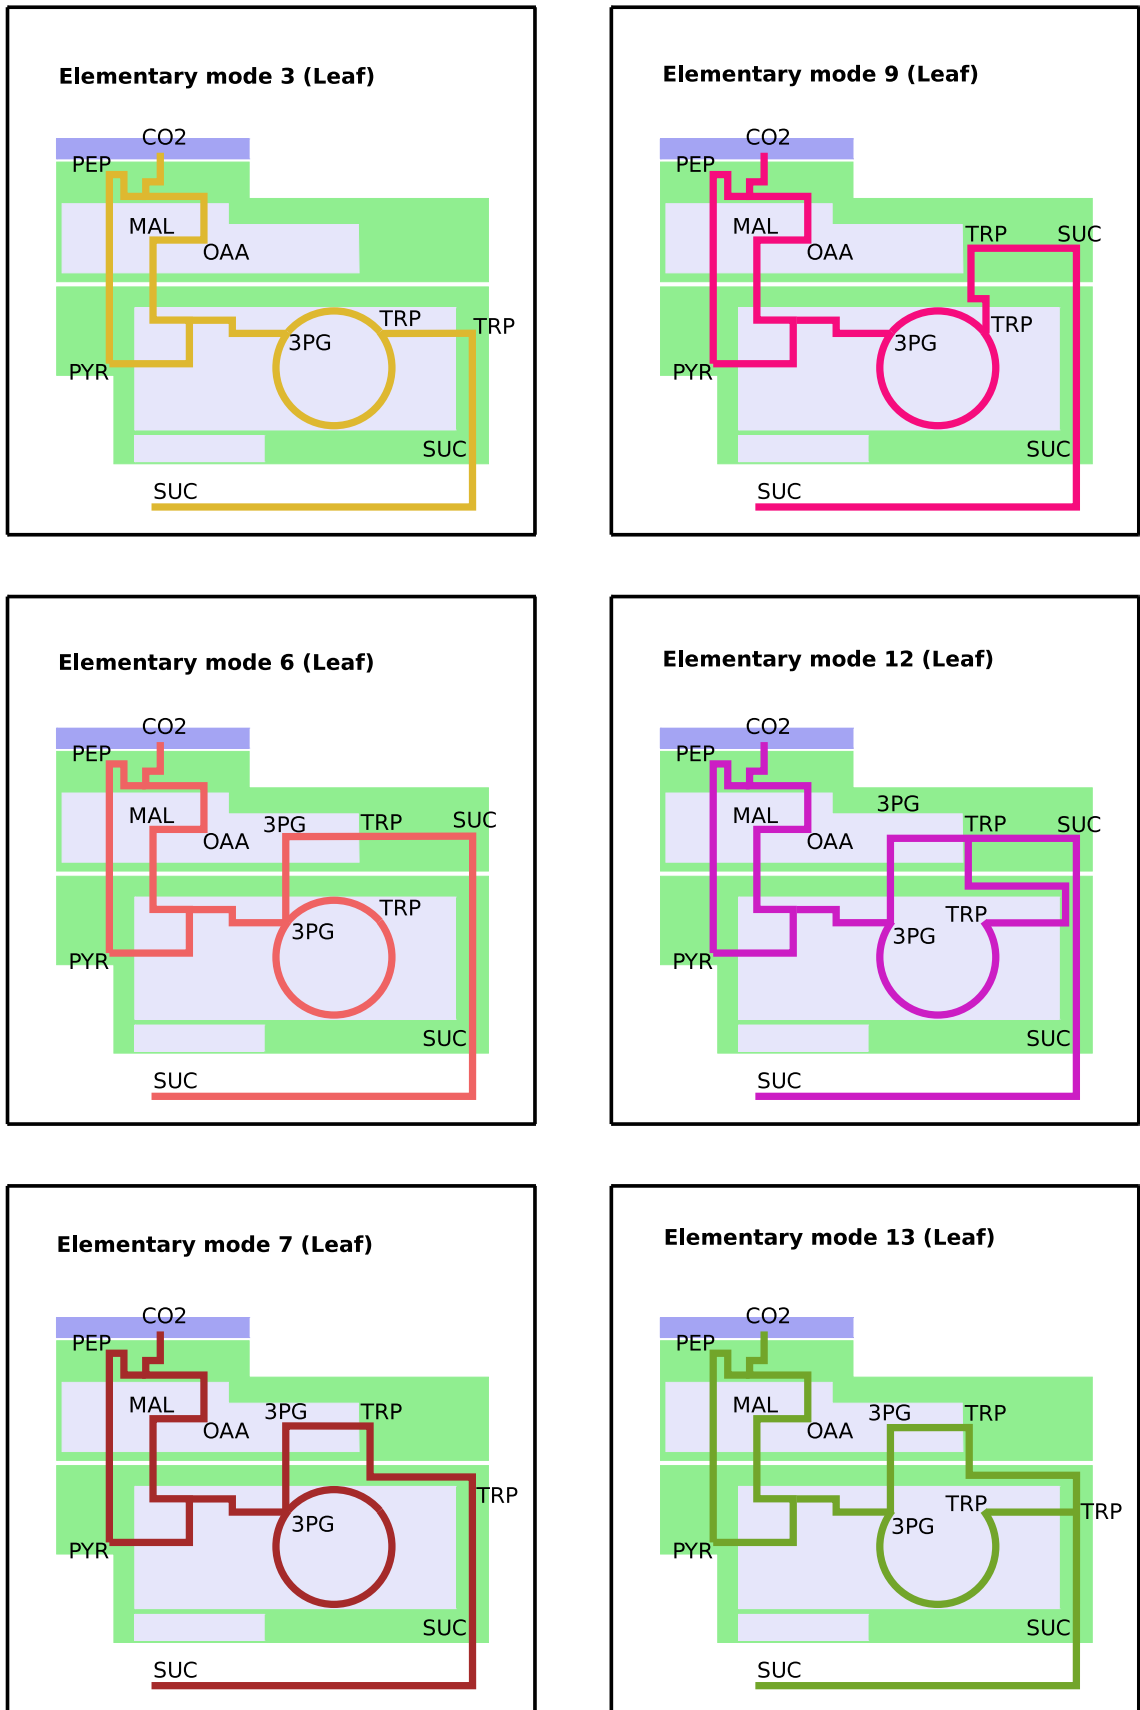 Elementary mode 3 (Leaf)
CO2
PEP
MAL
OAA
TRP
TRP
3PG
PYR
SUC
SUC
Elementary mode 9 (Leaf)
CO2
PEP
MAL
TRP
SUC
OAA
TRP
3PG
PYR
SUC
SUC
Elementary mode 6 (Leaf)
CO2
PEP
MAL
3PG
TRP
SUC
OAA
TRP
3PG
PYR
SUC
SUC
Elementary mode 12 (Leaf)
CO2
PEP
3PG
MAL
TRP
SUC
OAA
TRP
3PG
PYR
SUC
SUC
Elementary mode 7 (Leaf)
CO2
PEP
MAL
3PG
TRP
OAA
TRP
3PG
PYR
SUC
SUC
Elementary mode 13 (Leaf)
CO2
PEP
MAL
3PG
TRP
OAA
TRP
TRP
3PG
PYR
SUC
SUC